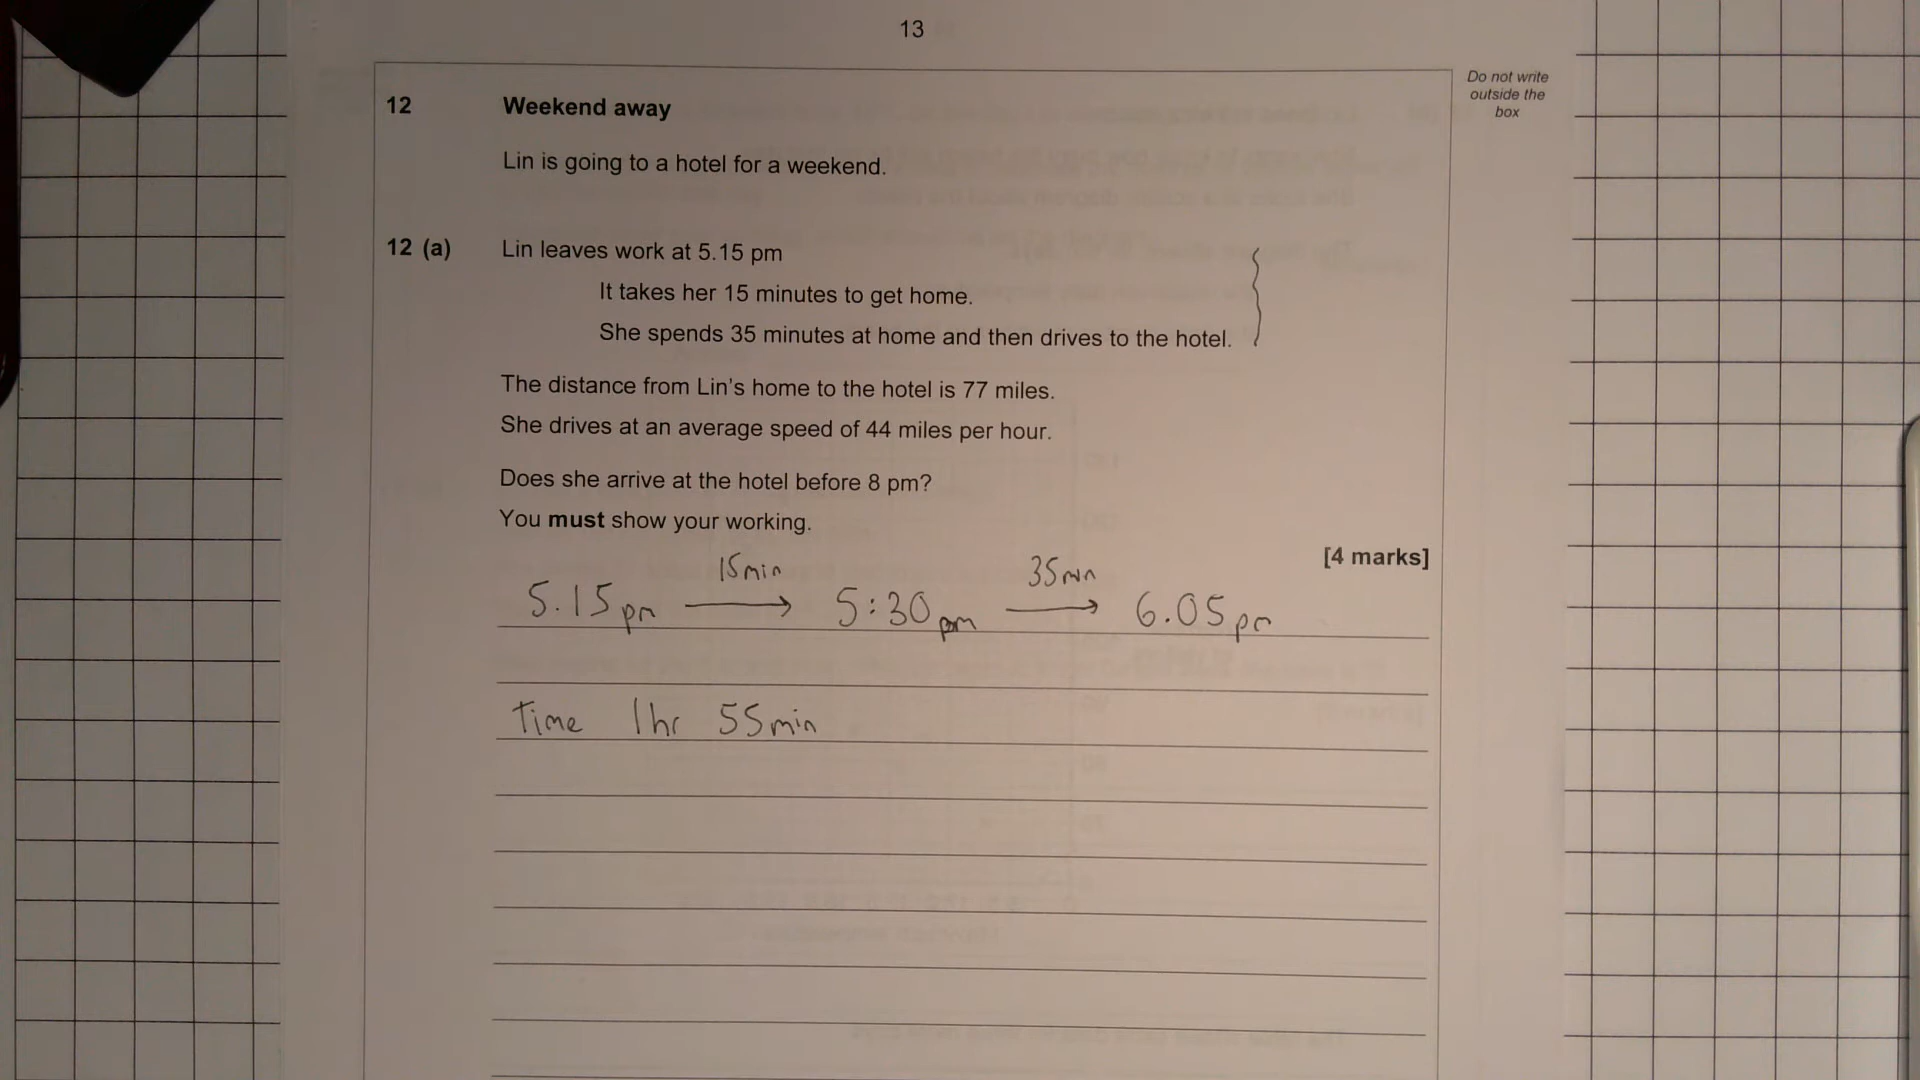 13
Do not write
outside the
box
12 Weekend away
Lin is going to a hotel for a weekend.
12 (a) Lin leaves work at 5.15 pm
It takes her 15 minutes to get home.
She spends 35 minutes at home and then drives to the hotel.
The distance from Lin's home to the hotel is 77 miles.
She drives at an average speed of 44 miles per hour.
Does she arrive at the hotel before 8 pm?
You must show your working.
[4 marks]
15min 35min
5.15pm → 5:30pm → 6.05pm
Time 1hr 55min